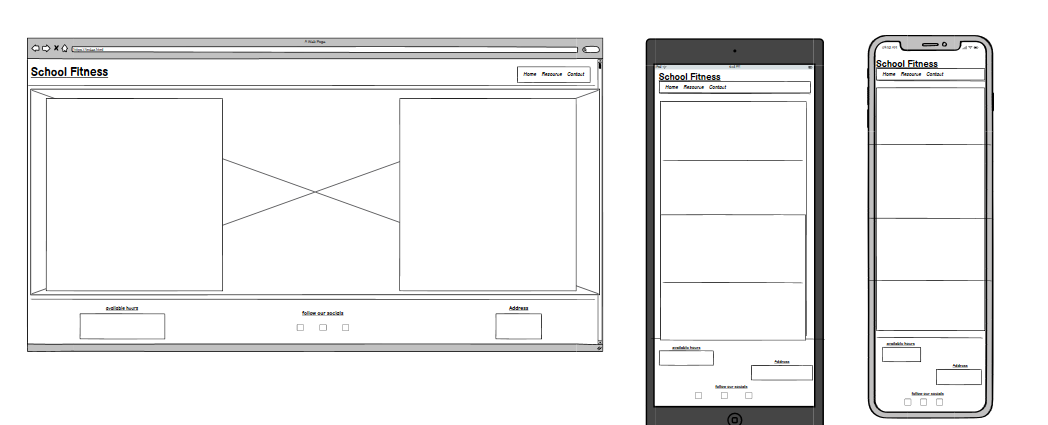 A Web Page
https://index.html
School Fitness
Home Resource Contact
available hours
follow our socials
Address
School Fitness
Home Resource Contact
available hours
Address
follow our socials
School Fitness
Home Resource Contact
available hours
Address
follow our socials